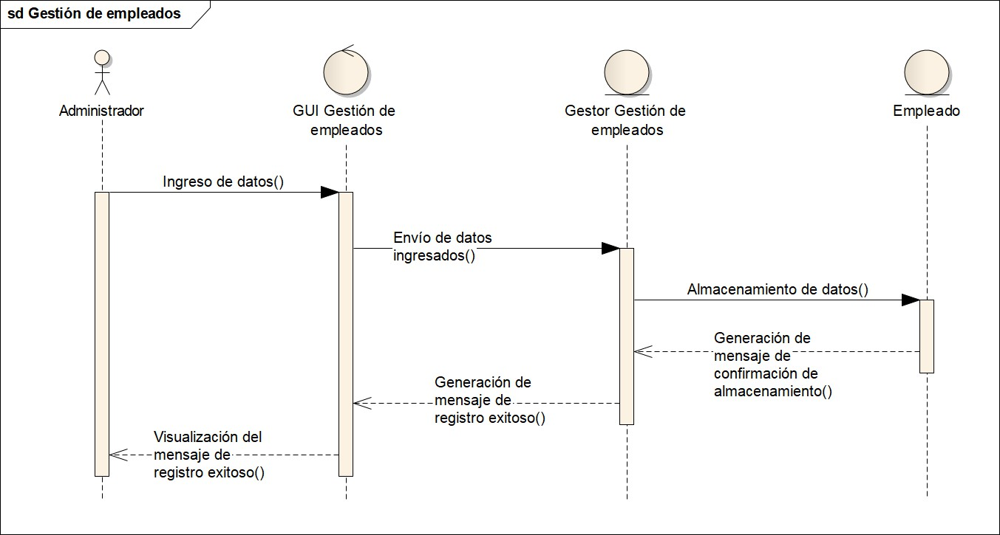 sd Gestión de empleados
Administrador
GUI Gestión de
empleados
Gestor Gestión de
empleados
Empleado
Ingreso de datos()
Envío de datos
ingresados()
Almacenamiento de datos()
Generación de
mensaje de
confirmación de
almacenamiento()
Generación de
mensaje de
registro exitoso()
Visualización del
mensaje de
registro exitoso()